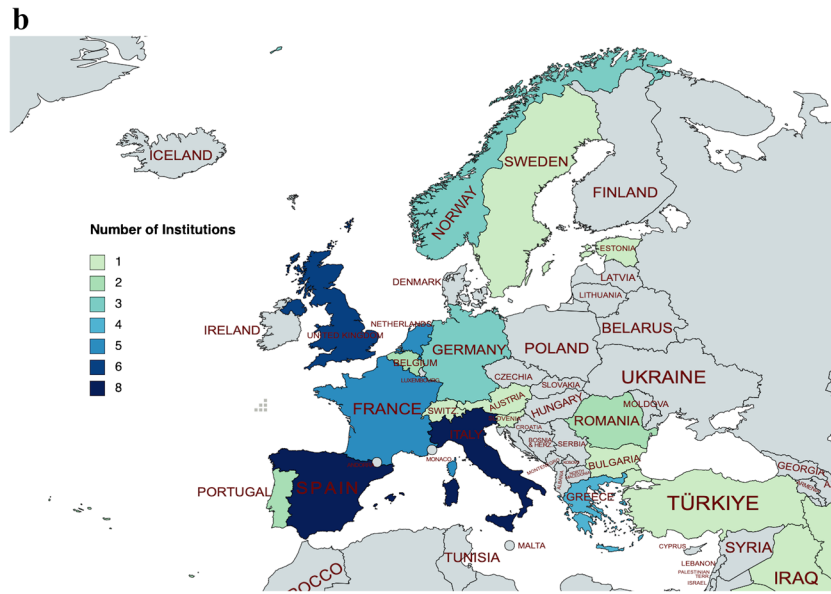 b
ICELAND
SWEDEN
NORWAY
FINLAND
Number of Institutions
1
2
3
4
5
6
8
ESTONIA
LATVIA
LITHUANIA
DENMARK
IRELAND
UNITED KINGDOM
NETHERLANDS
BELARUS
GERMANY
POLAND
BELGIUM
LUXEMBOURG
CZECHIA
UKRAINE
SLOVAKIA
FRANCE
SWITZ
AUSTRIA
HUNGARY
MOLDOVA
SLOVENIA
ROMANIA
CROATIA
ITALY
BOSNIA
& HERZ.
SERBIA
MONACO
BULGARIA
GEORGIA
PORTUGAL
SPAIN
GREECE
TÜRKIYE
ARMENIA
MALTA
CYPRUS
SYRIA
TUNISIA
LEBANON
PALESTINIAN
TERR.
ISRAEL
IRAQ
OCCO